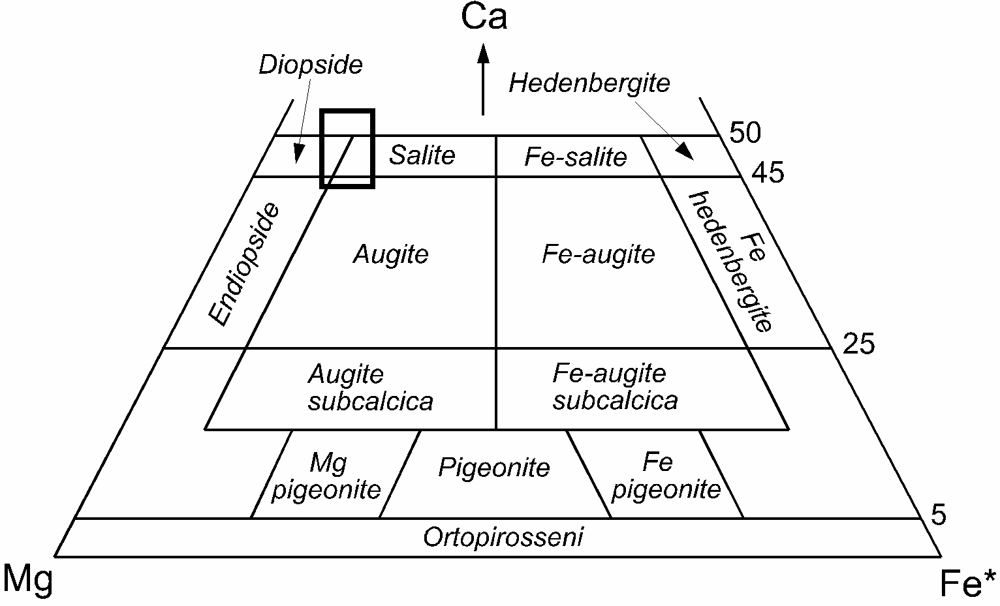 Ca
Diopside
Hedenbergite
50
Salite
Fe-salite
45
Endiopside
Augite
Fe-augite
Fe
hedenbergite
25
Augite
subcalcica
Fe-augite
subcalcica
Mg
pigeonite
Pigeonite
Fe
pigeonite
5
Ortopirosseni
Mg
Fe*